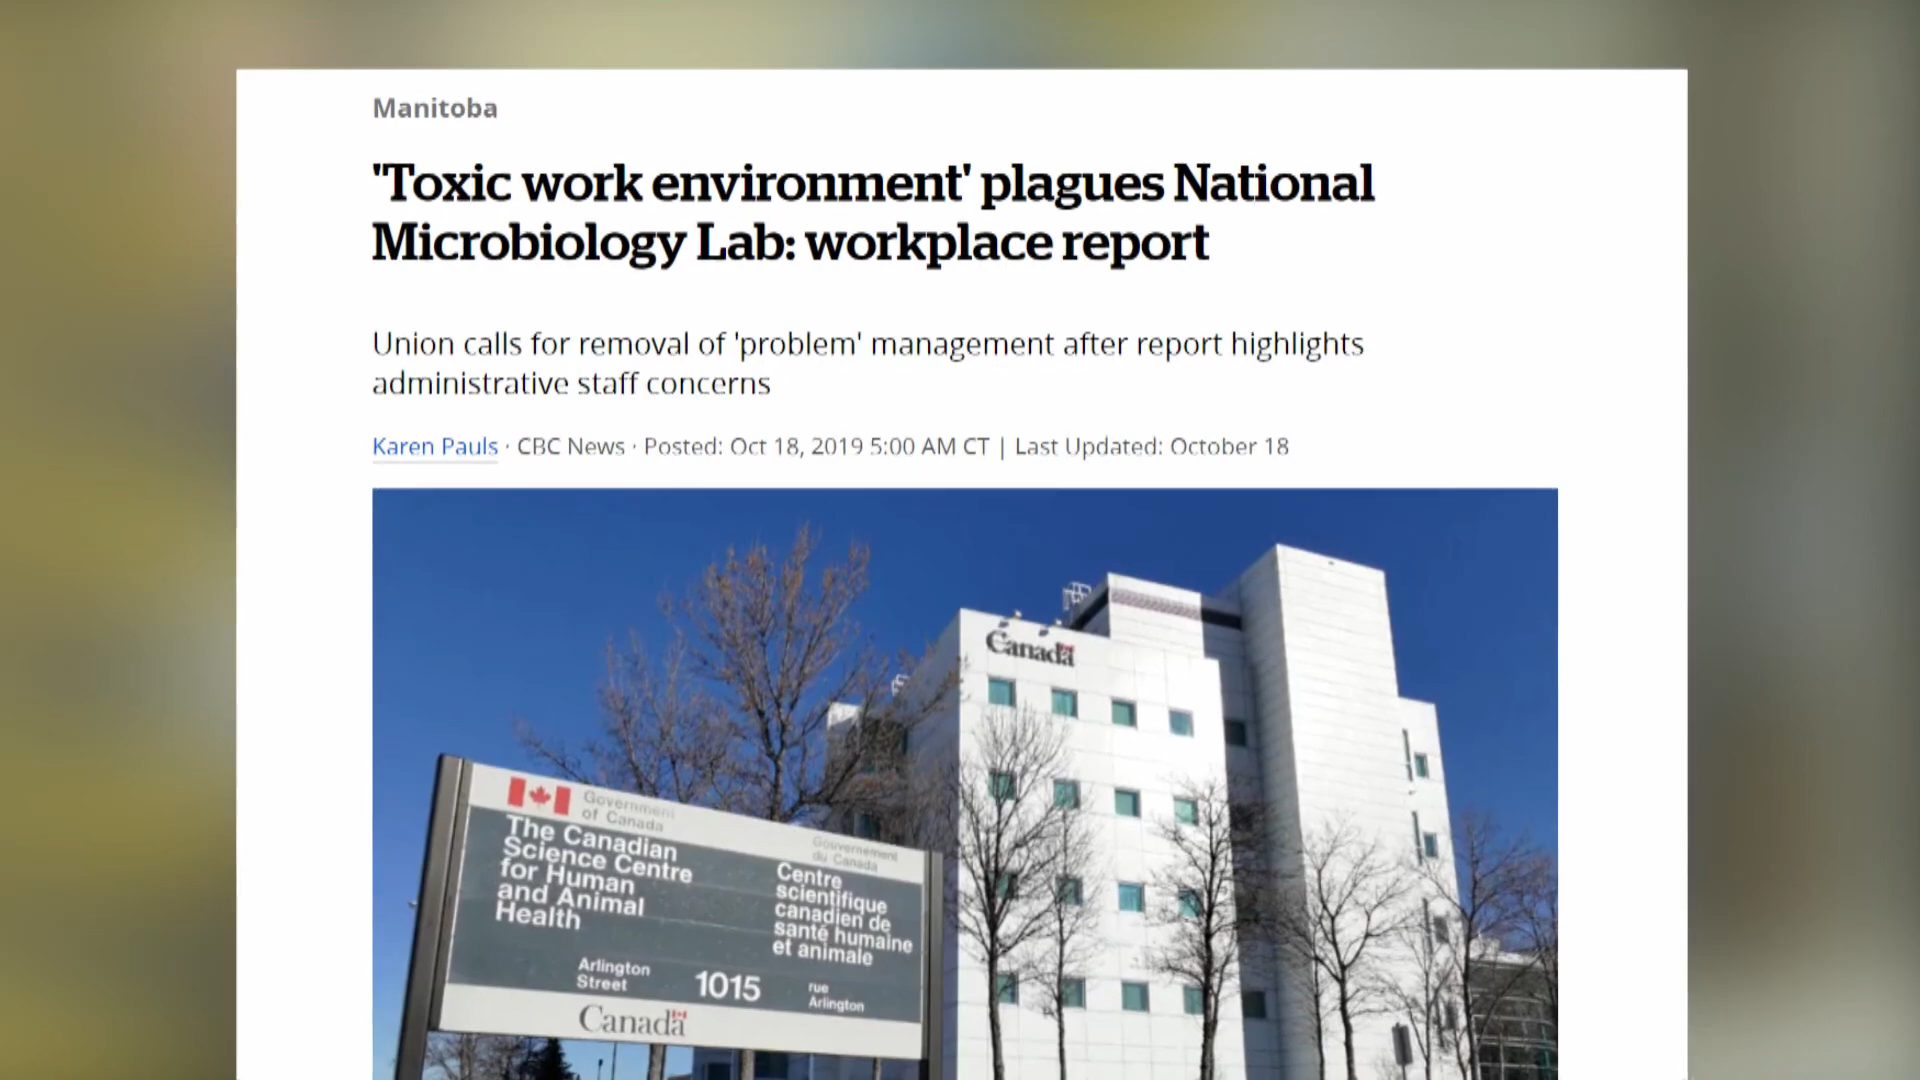 Manitoba
'Toxic work environment' plagues National
Microbiology Lab: workplace report
Union calls for removal of 'problem' management after report highlights
administrative staff concerns
Karen Pauls · CBC News · Posted: Oct 18, 2019 5:00 AM CT | Last Updated: October 18
Canada
Government
of Canada
Gouvernement
du Canada
The Canadian
Science Centre
for Human
and Animal
Health
Centre
scientifique
canadien de
santé humaine
et animale
Arlington
Street
1015
rue
Arlington
Canada